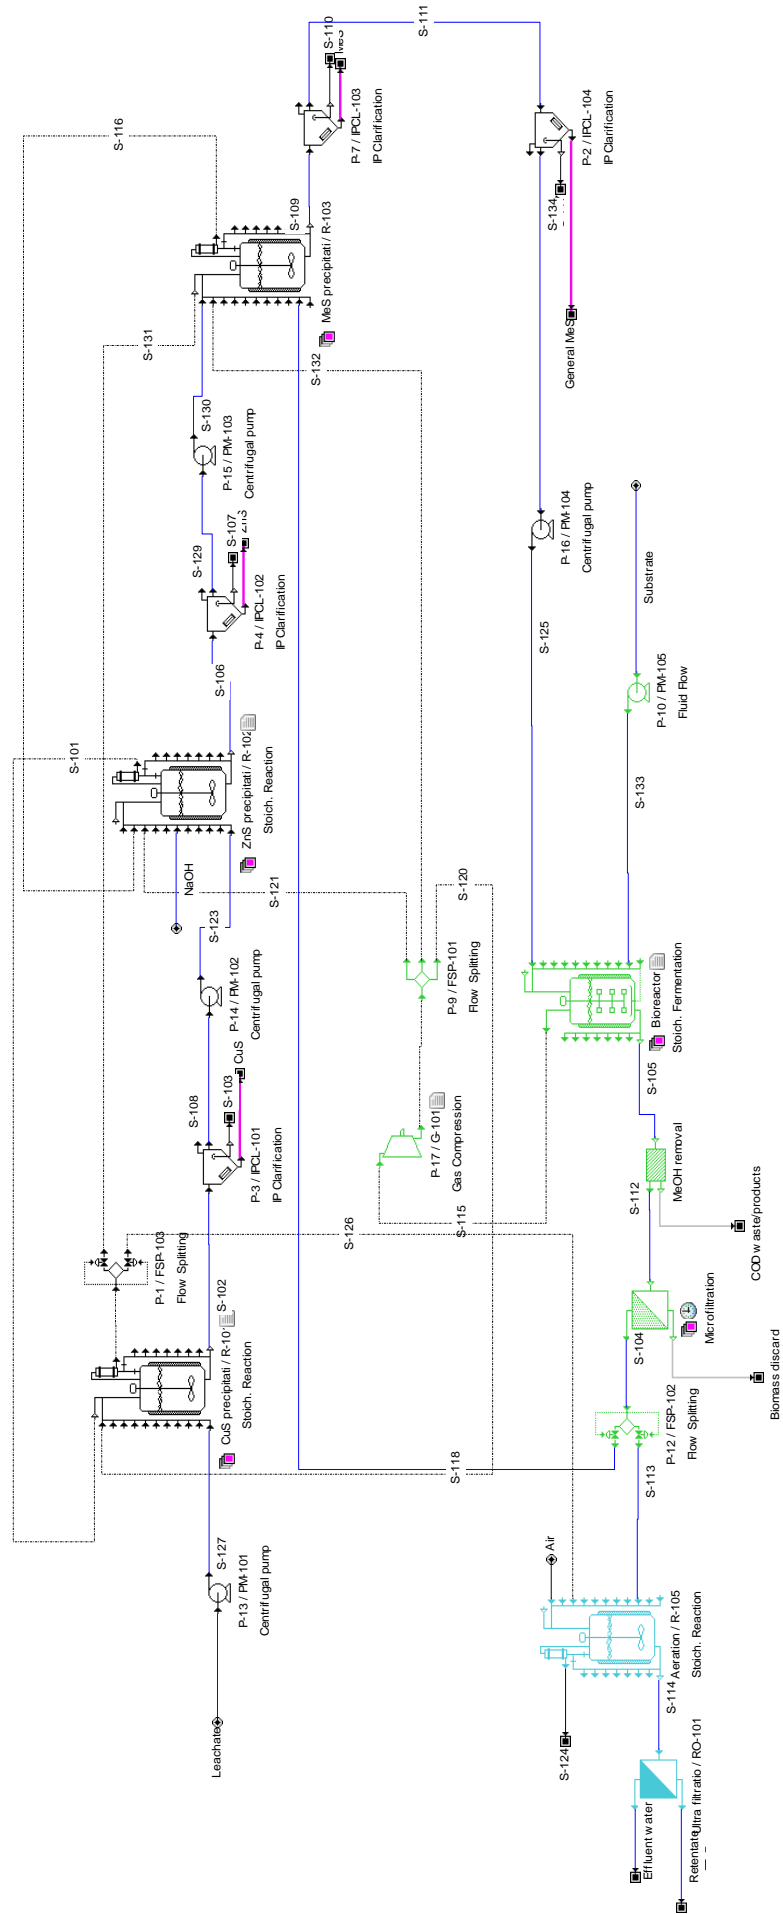 Leachate
P-13 / PM-101
Centrifugal pump
S-127
CuS precipitati / R-10
Stoich. Reaction
S-102
P-1 / FSP-103
Flow Splitting
S-126
P-3 / IPCL-101
IP Clarification
S-103
CuS
S-108
P-14 / PM-102
Centrifugal pump
S-123
NaOH
S-121
ZnS precipitati / R-102
Stoich. Reaction
S-101
S-106
P-4 / IPCL-102
IP Clarification
S-107
ZnS
S-129
P-15 / PM-103
Centrifugal pump
S-130
S-131
S-132
MeS precipitati / R-103
S-116
S-109
P-7 / IPCL-103
IP Clarification
S-110
MeS
S-111
P-2 / IPCL-104
IP Clarification
S-134
General MeS
P-16 / PM-104
Centrifugal pump
S-125
Substrate
P-10 / PM-105
Fluid Flow
S-133
S-120
P-9 / FSP-101
Flow Splitting
P-17 / G-101
Gas Compression
S-115
Bioreactor
Stoich. Fermentation
S-105
MeOH removal
S-112
COD waste/products
Microfiltration
S-104
Biomass discard
P-12 / FSP-102
Flow Splitting
S-118
S-113
Air
Aeration / R-105
Stoich. Reaction
S-124
S-114
Ultra filtratio / RO-101
Effluent water
Retentate